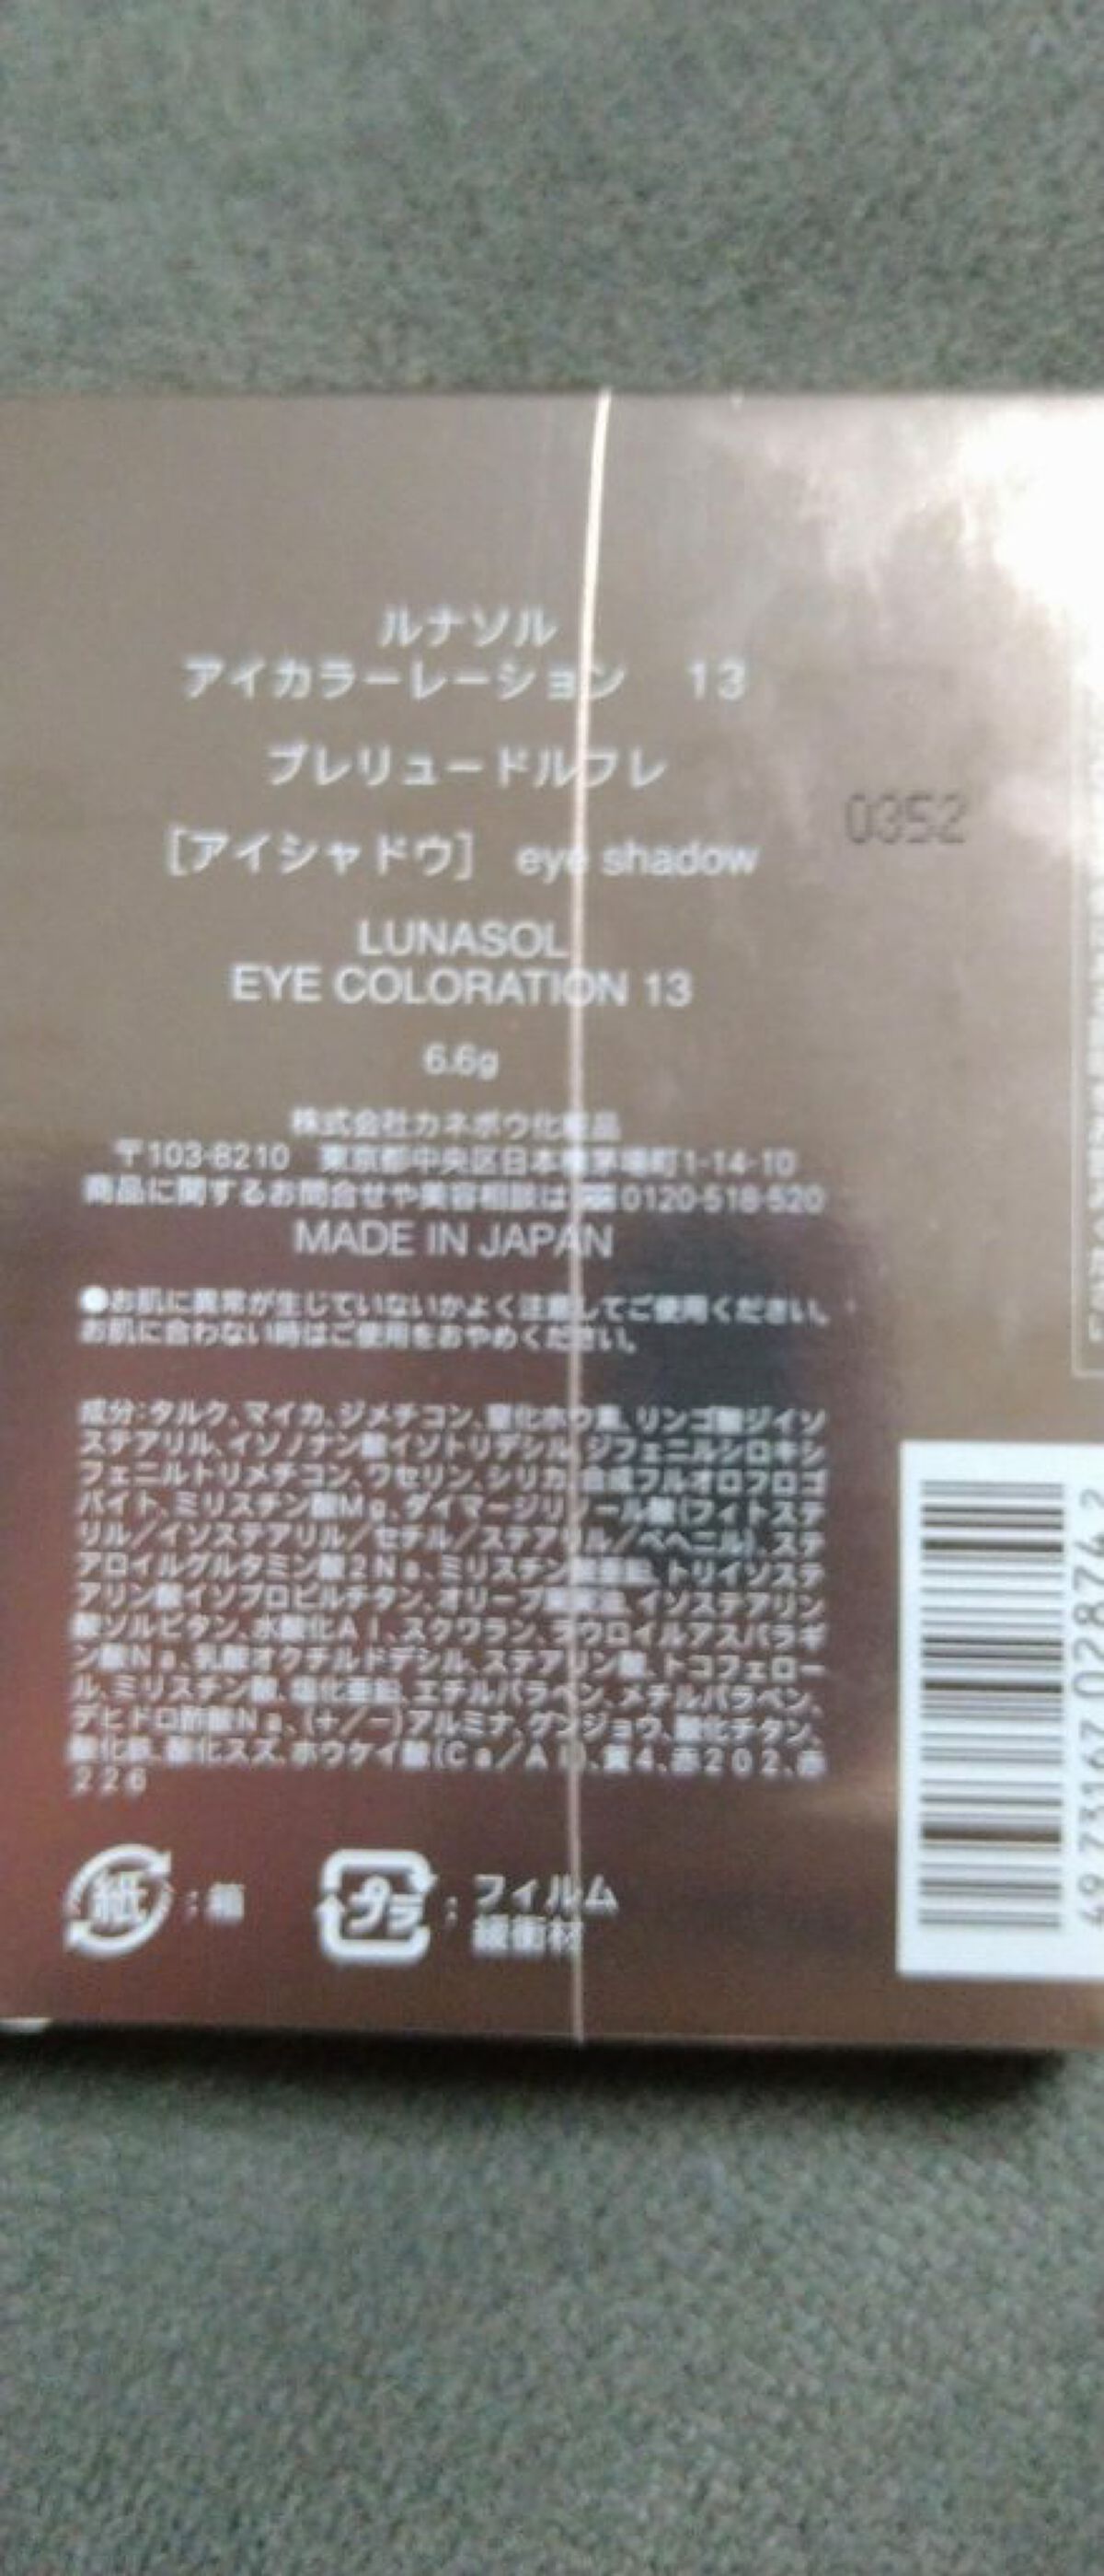 ルナソル
アイカラーレーション 13
プレリュードルフレ
[アイシャドウ] eye shadow
0352
LUNASOL
EYE COLORATION 13
6.6g
株式会社カネボウ化粧品
〒103-8210 東京都中央区日本橋茅場町1-14-10
商品に関するお問合せや美容相談は 0120-518-520
MADE IN JAPAN
●お肌に異常が生じていないかよく注意してご使用ください。
お肌に合わない時はご使用をおやめください。
成分:タルク、マイカ、ジメチコン、窒化ホウ素、リンゴ酸ジイソ
ステアリル、イソノナン酸イソトリデシル、ジフェニルシロキシ
フェニルトリメチコン、ワセリン、シリカ、合成フルオロフロゴ
パイト、ミリスチン酸Mg、ダイマージリノール酸(フィトステ
リル/イソステアリル/セチル/ステアリル/ベヘニル)、ステ
アロイルグルタミン酸2Na、ミリスチン酸亜鉛、トリイソステ
アリン酸イソプロピルチタン、オリーブ果実油、イソステアリン
酸ソルビタン、水酸化Al、スクワラン、ラウロイルアスパラギ
ン酸Na、乳酸オクチルドデシル、ステアリン酸、トコフェロー
ル、ミリスチン酸、塩化亜鉛、エチルパラベン、メチルパラベン、
デヒドロ酢酸Na、(+/-)アルミナ、グンジョウ、酸化チタン、
酸化鉄、酸化スズ、ホウケイ酸(Ca/Al)、黄4、赤202、赤
226
紙 : 箱
プラ : フィルム
緩衝材
4973167028742